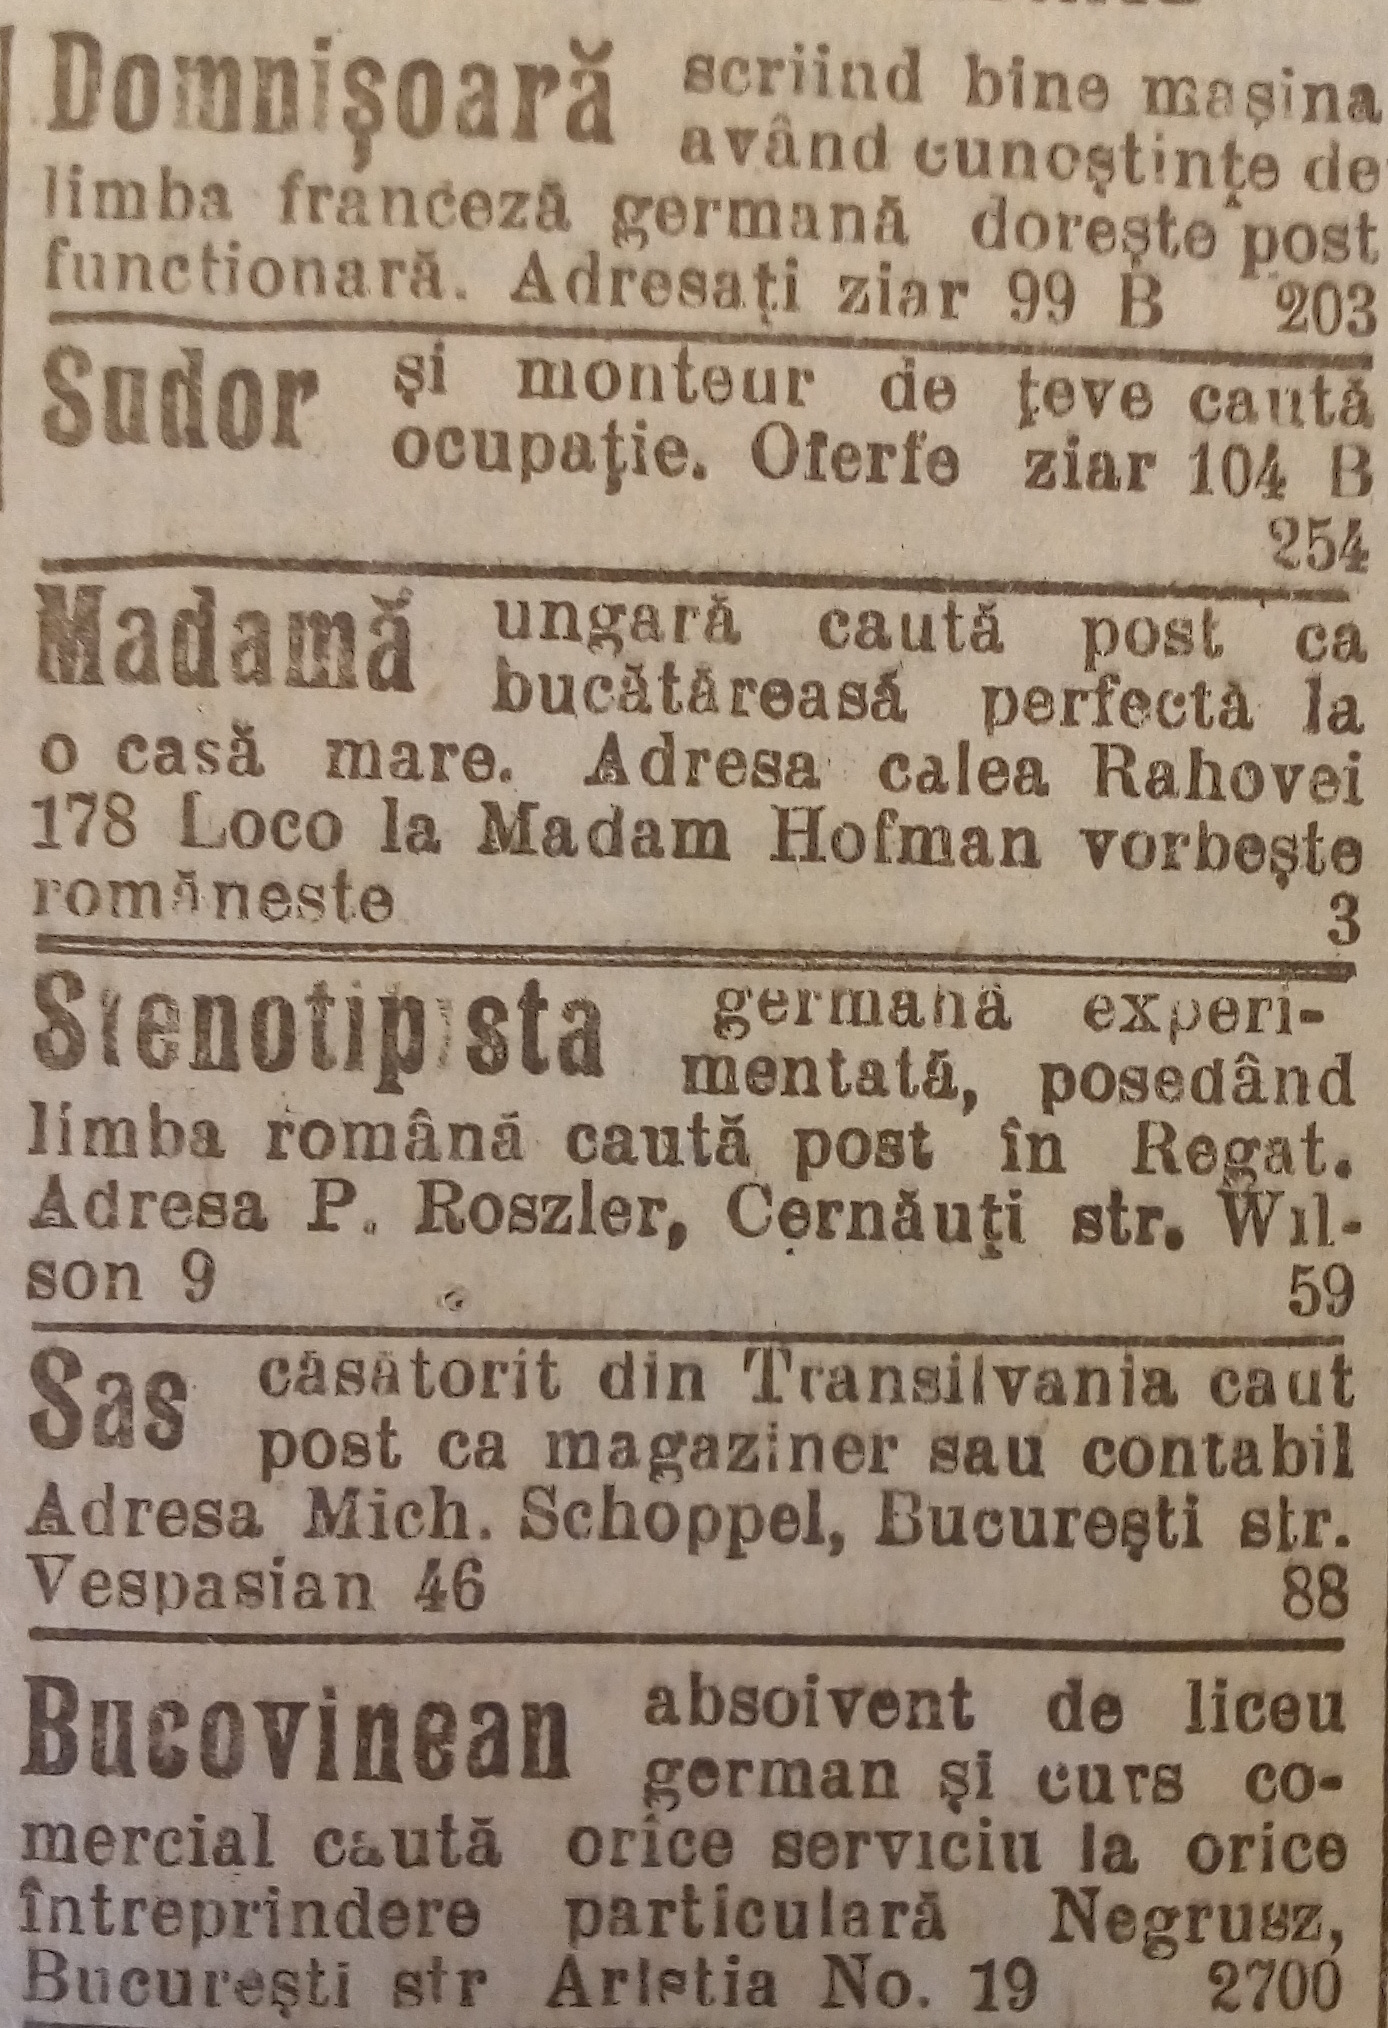 Domnişoară scriind bine maşina
având cunoştinţe de
limba franceză germană doreşte post
functionară. Adresaţi ziar 99 B 203
Sudor şi monteur de ţeve caută
ocupaţie. Oferfe ziar 104 B
254
Madamă ungară caută post ca
bucătăreasă perfectă la
o casă mare. Adresa calea Rahovei
178 Loco la Madam Hofman vorbeşte
românește 3
Stenotipista germană experi-
mentată, posedând
limba română caută post în Regat.
Adresa P. Roszler, Cernăuţi str. Wil-
son 9 59
Sas căsătorit din Transilvania caut
post ca magaziner sau contabil
Adresa Mich. Schoppel, Bucureşti str.
Vespasian 46 88
Bucovinean absoivent de liceu
german şi curs co-
mercial caută orice serviciu la orice
întreprindere particulară Negrusz,
Bucureşti str Aristia No. 19 2700